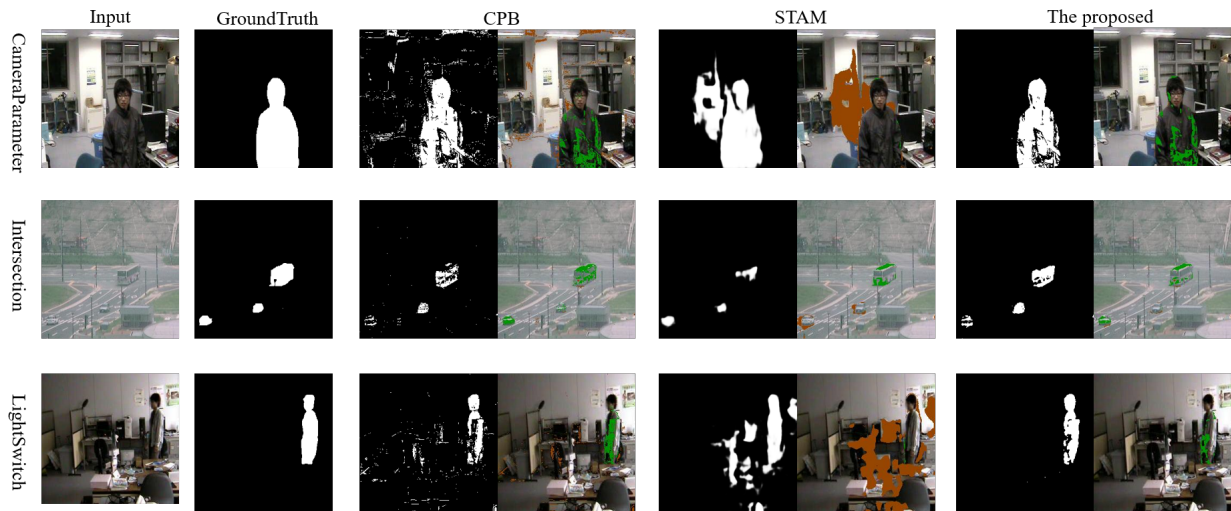 Input
GroundTruth
CPB
STAM
The proposed
CameraParameter
Intersection
LightSwitch